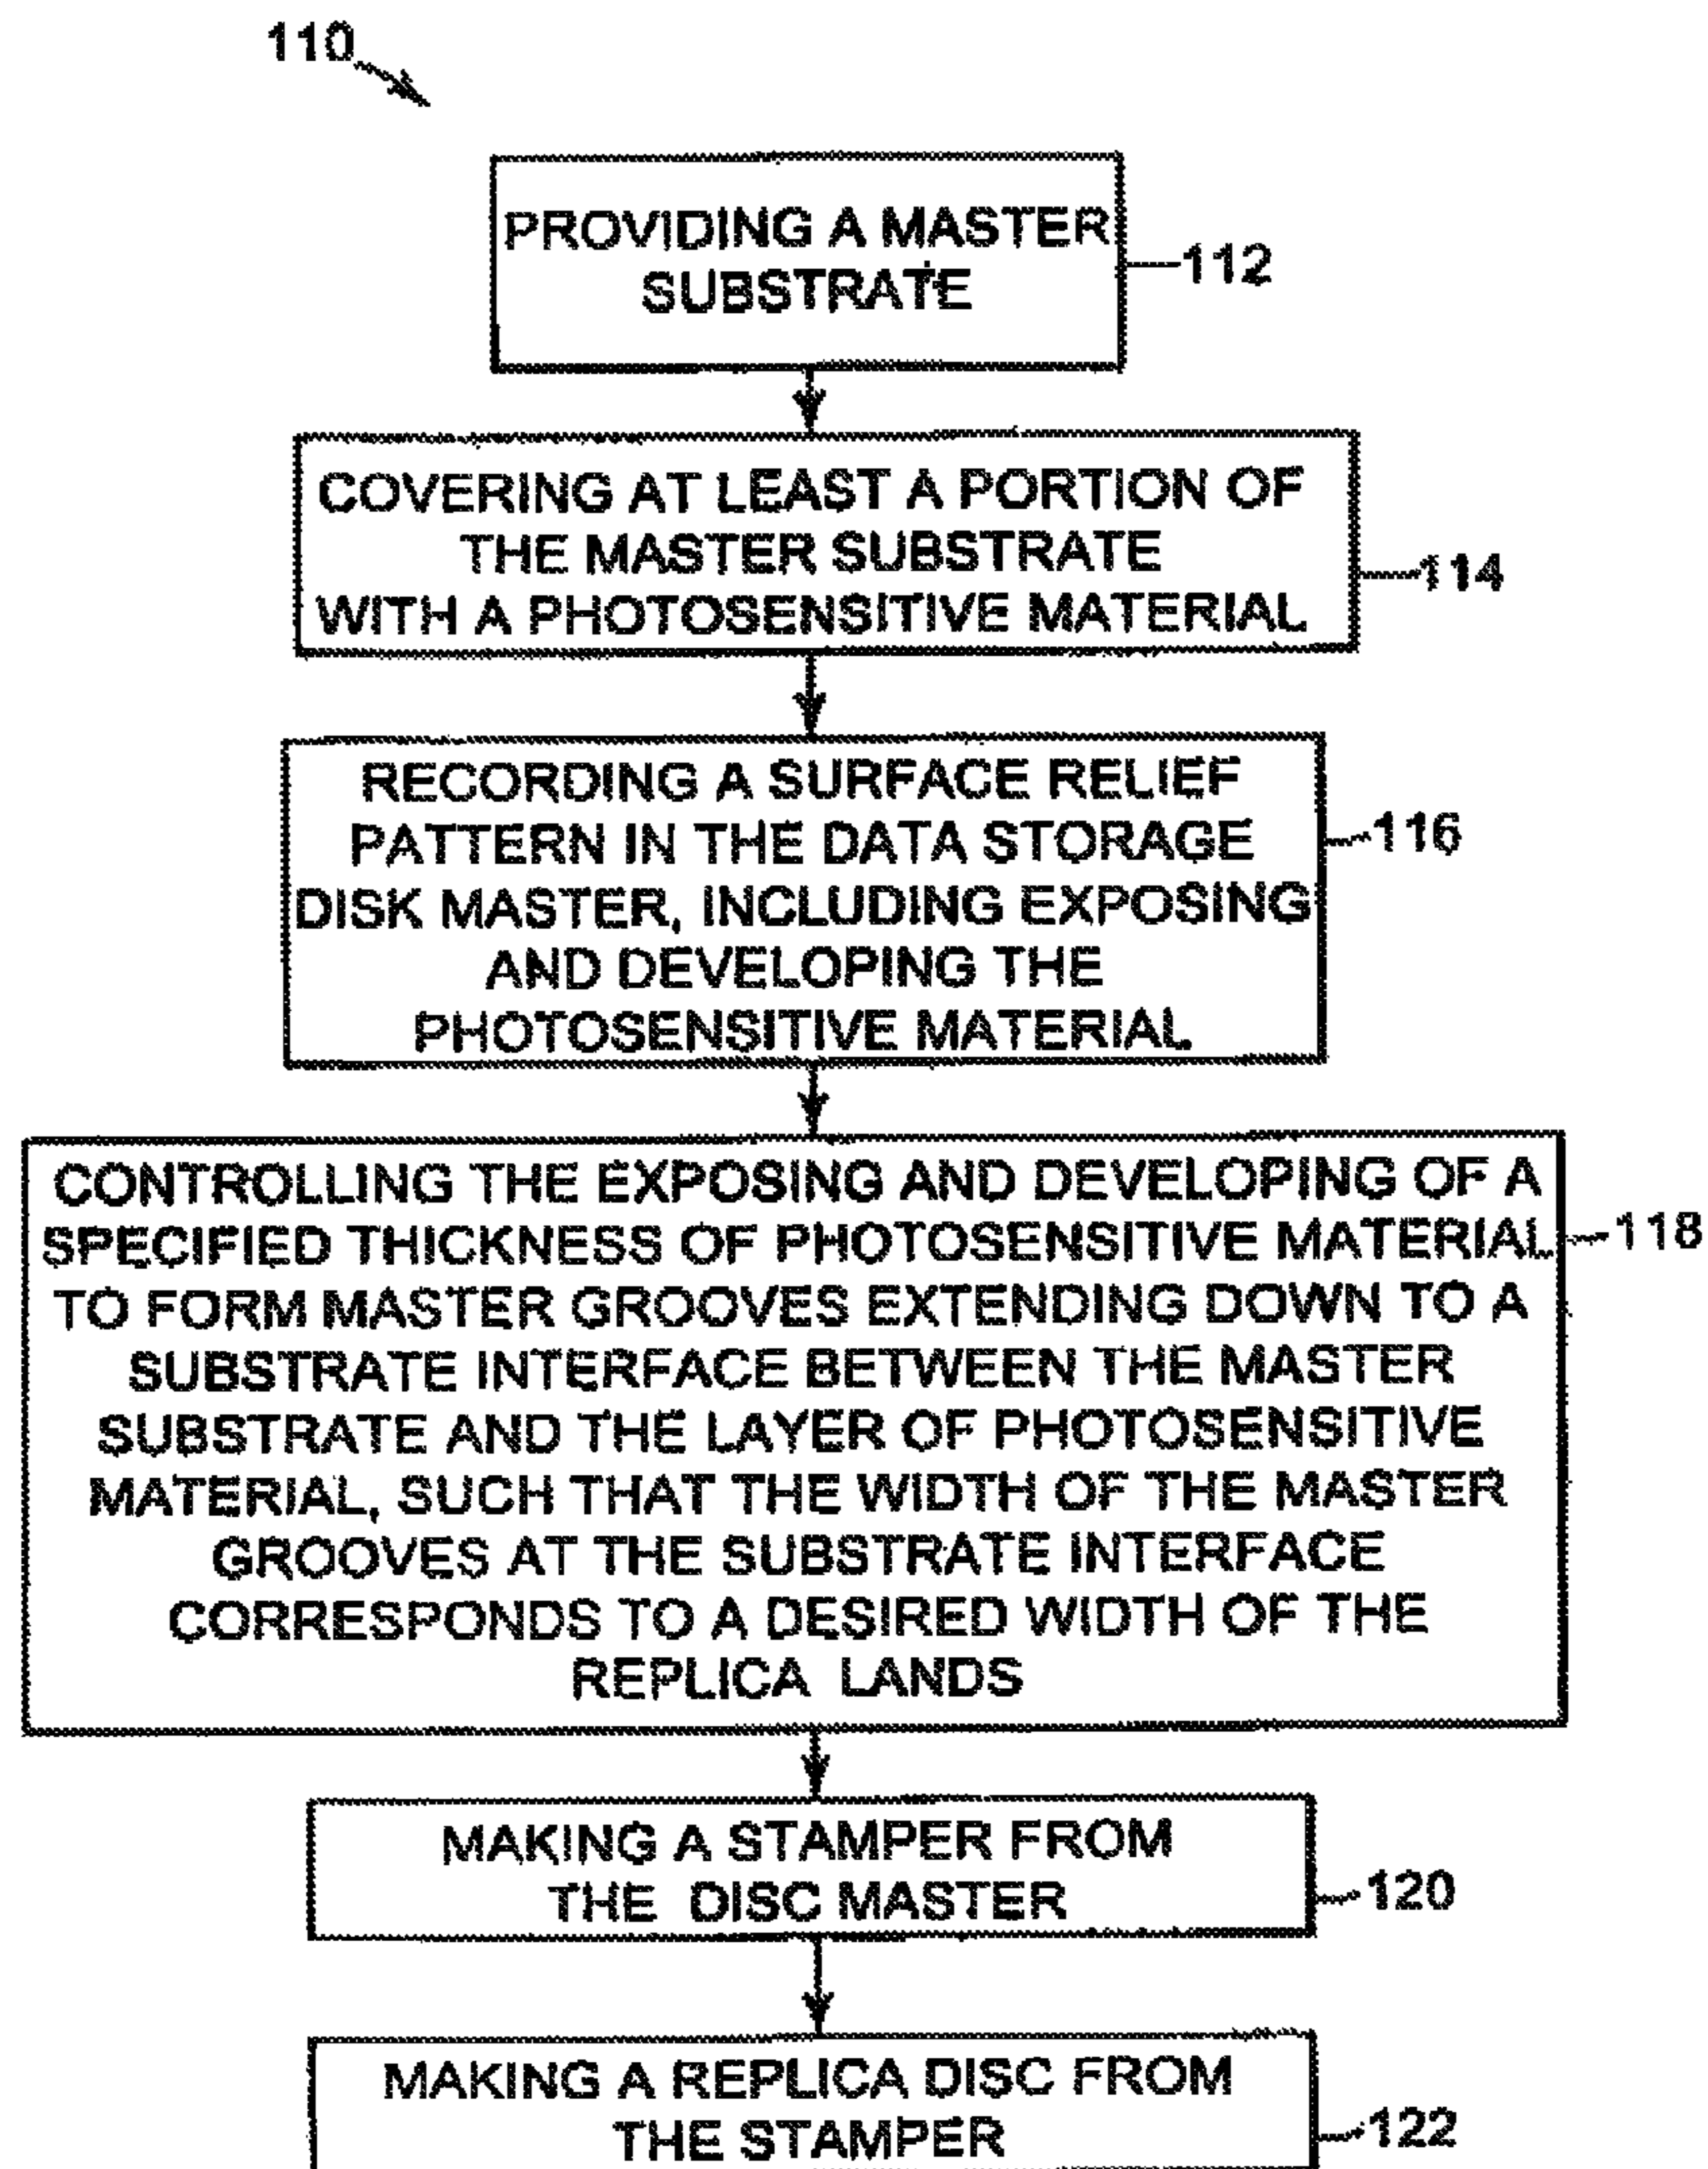 110
PROVIDING A MASTER
SUBSTRATE
112
COVERING AT LEAST A PORTION OF
THE MASTER SUBSTRATE
WITH A PHOTOSENSITIVE MATERIAL
114
RECORDING A SURFACE RELIEF
PATTERN IN THE DATA STORAGE
DISK MASTER, INCLUDING EXPOSING
AND DEVELOPING THE
PHOTOSENSITIVE MATERIAL
116
CONTROLLING THE EXPOSING AND DEVELOPING OF A
SPECIFIED THICKNESS OF PHOTOSENSITIVE MATERIAL
TO FORM MASTER GROOVES EXTENDING DOWN TO A
SUBSTRATE INTERFACE BETWEEN THE MASTER
SUBSTRATE AND THE LAYER OF PHOTOSENSITIVE
MATERIAL, SUCH THAT THE WIDTH OF THE MASTER
GROOVES AT THE SUBSTRATE INTERFACE
CORRESPONDS TO A DESIRED WIDTH OF THE
REPLICA LANDS
118
MAKING A STAMPER FROM
THE DISC MASTER
120
MAKING A REPLICA DISC FROM
THE STAMPER
122